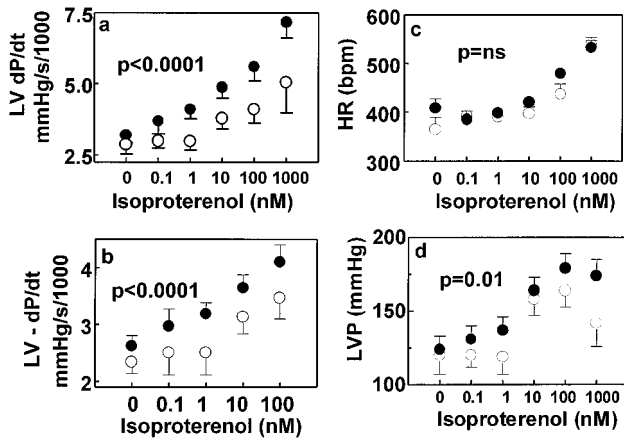 a
LV dP/dt
mmHg/s/1000
7.5
5.0
2.5
p<0.0001
0 0.1 1 10 100 1000
Isoproterenol (nM)
c
HR (bpm)
600
500
400
300
p=ns
0 0.1 1 10 100 1000
Isoproterenol (nM)
b
LV - dP/dt
mmHg/s/1000
4
3
2
p<0.0001
0 0.1 1 10 100
Isoproterenol (nM)
d
LVP (mmHg)
200
150
100
p=0.01
0 0.1 1 10 100 1000
Isoproterenol (nM)